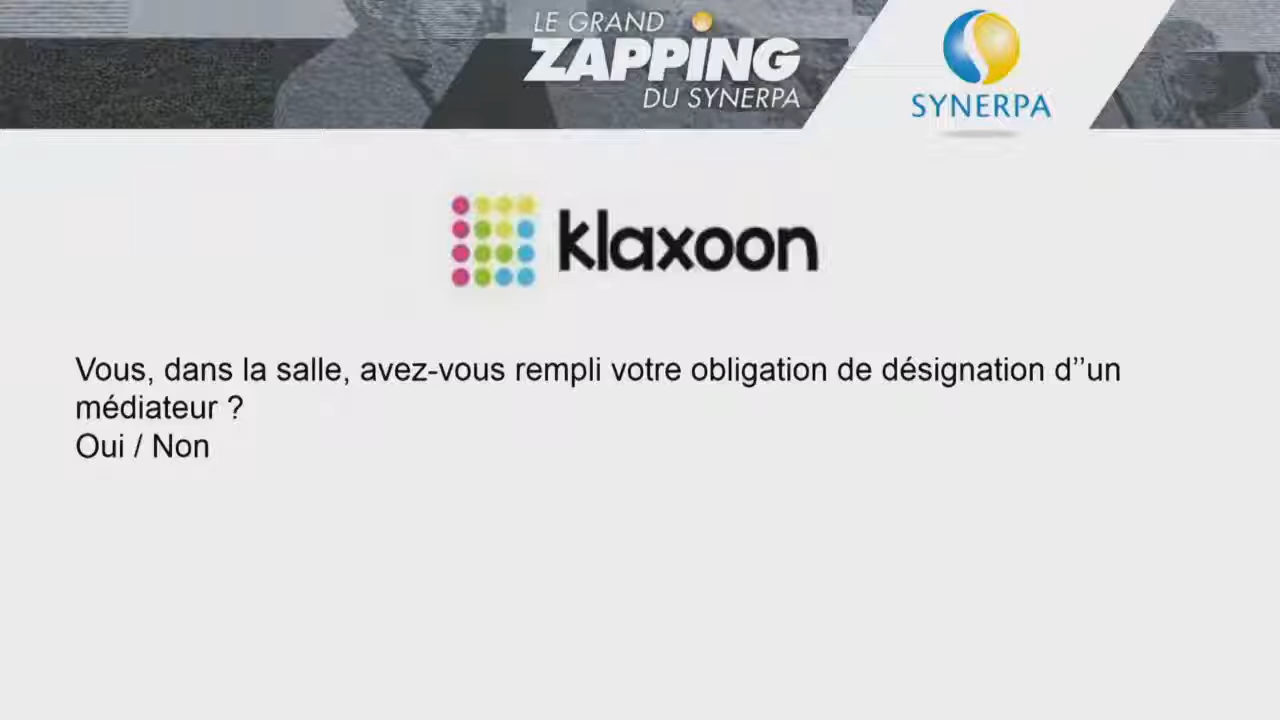 LE GRAND
ZAPPING
DU SYNERPA
SYNERPA
klaxoon
Vous, dans la salle, avez-vous rempli votre obligation de désignation d’’un
médiateur ?
Oui / Non